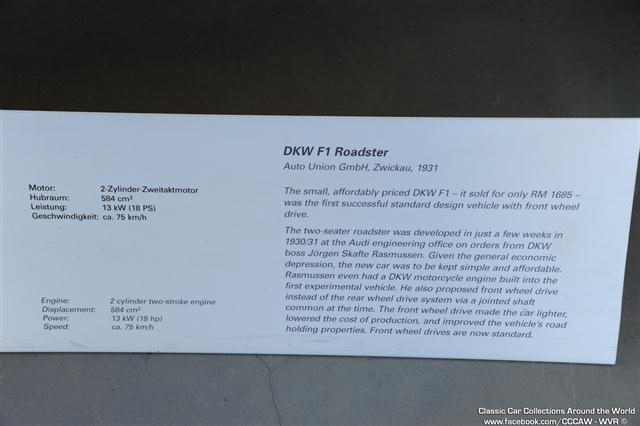 DKW F1 Roadster
Auto Union GmbH, Zwickau, 1931
Motor: 2-Zylinder-Zweitaktmotor
Hubraum: 584 cm³
Leistung: 13 kW (18 PS)
Geschwindigkeit: ca. 75 km/h
The small, affordably priced DKW F1 – it sold for only RM 1685 –
was the first successful standard design vehicle with front wheel
drive.
The two-seater roadster was developed in just a few weeks in
1930/31 at the Audi engineering office on orders from DKW
boss Jörgen Skafte Rasmussen. Given the general economic
depression, the new car was to be kept simple and affordable.
Rasmussen even had a DKW motorcycle engine built into the
first experimental vehicle. He also proposed front wheel drive
instead of the rear wheel drive system via a jointed shaft
common at the time. The front wheel drive made the car lighter,
lowered the cost of production, and improved the vehicle's road
holding properties. Front wheel drives are now standard.
Engine: 2 cylinder two-stroke engine
Displacement: 584 cm³
Power: 13 kW (18 hp)
Speed: ca. 75 km/h
Classic Car Collections Around the World
www.facebook.com/CCCAW - WVR ©